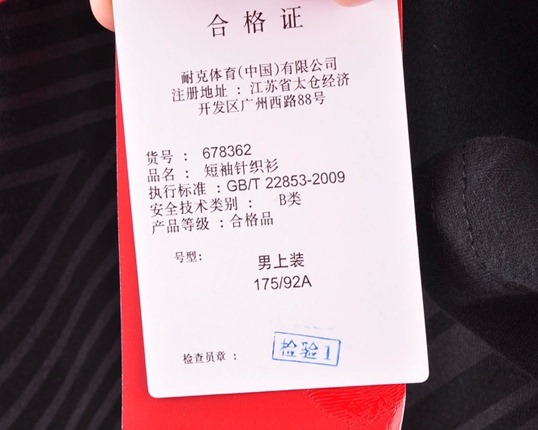 合格证
耐克体育(中国)有限公司
注册地址：江苏省太仓经济
开发区广州西路88号
货号： 678362
品名： 短袖针织衫
执行标准：GB/T 22853-2009
安全技术类别： B类
产品等级：合格品
号型: 男上装
175/92A
检查员章： 检验1